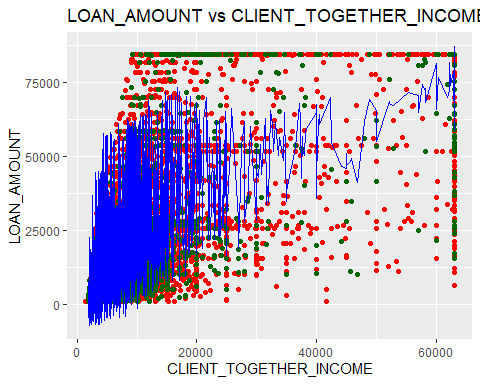 LOAN_AMOUNT vs CLIENT_TOGETHER_INCOME
75000
50000
25000
0
LOAN_AMOUNT
0 20000 40000 60000
CLIENT_TOGETHER_INCOME